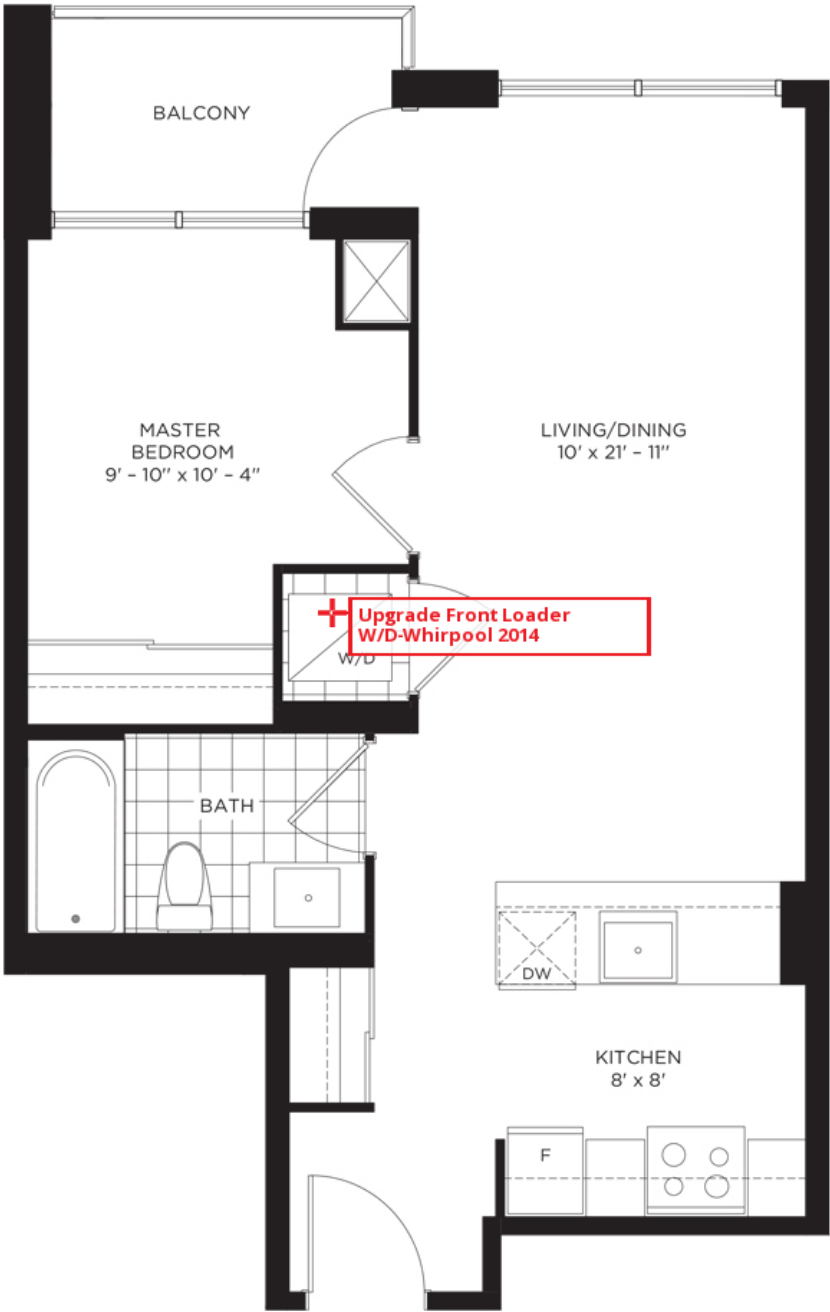 BALCONY
MASTER
BEDROOM
9' – 10" x 10' – 4"
LIVING/DINING
10' x 21' – 11"
Upgrade Front Loader
W/D-Whirpool 2014
W/D
BATH
DW
KITCHEN
8' x 8'
F